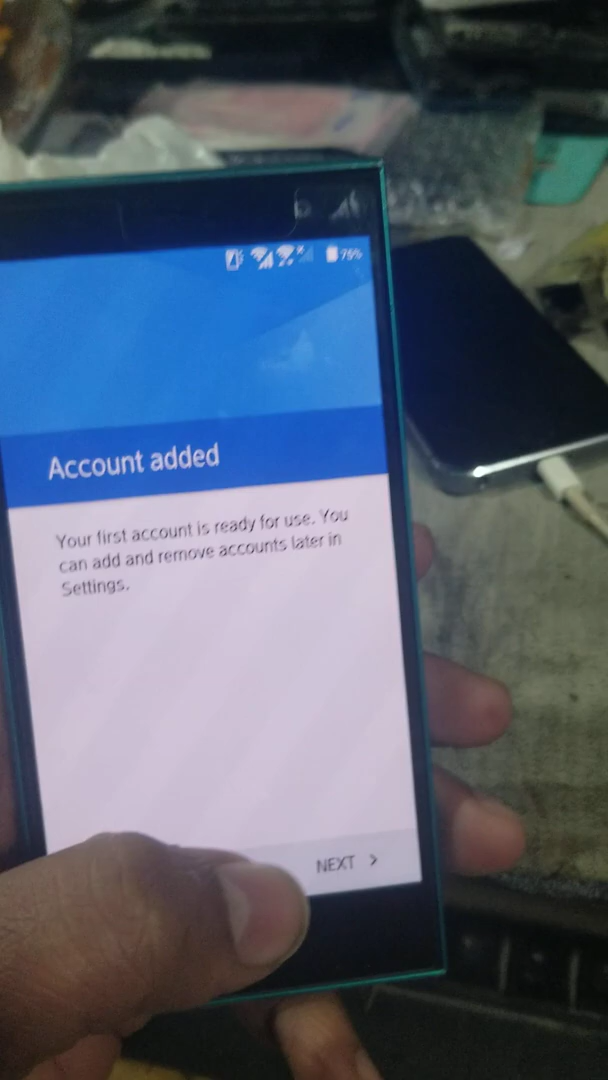 75%
Account added
Your first account is ready for use. You
can add and remove accounts later in
Settings.
NEXT >